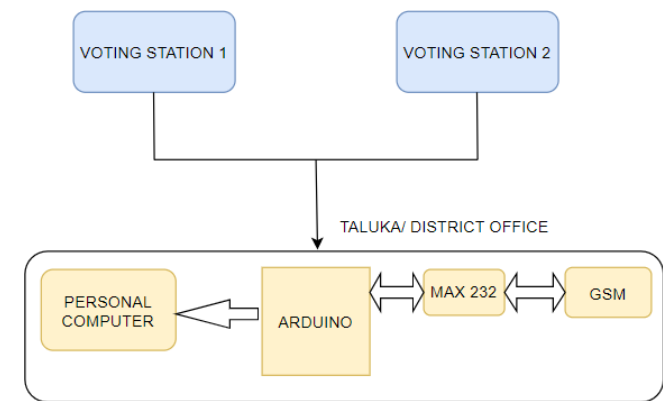 VOTING STATION 1
VOTING STATION 2
TALUKA/ DISTRICT OFFICE
PERSONAL
COMPUTER
ARDUINO
MAX 232
GSM